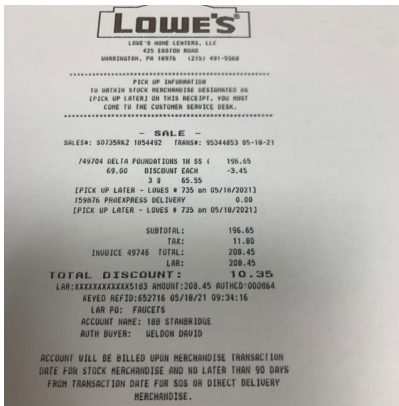 LOWE'S
LOWE'S HOME CENTERS, LLC
425 EASTON ROAD
WARRINGTON, PA 18976 (215) 491-5560
PICK UP INFORMATION
TO OBTAIN STOCK MERCHANDISE DESIGNATED AS
[PICK UP LATER] ON THIS RECEIPT, YOU MUST
COME TO THE CUSTOMER SERVICE DESK.
- SALE -
SALES#: S0735RK2 1854492 TRANS#: 95344853 05-18-21
749704 DELTA FOUNDATIONS 1H SS ( 196.65
69.00 DISCOUNT EACH -3.45
3 @ 65.55
[PICK UP LATER - LOWES # 735 on 05/18/2021]
159876 PROEXPRESS DELIVERY 0.00
[PICK UP LATER - LOWES # 735 on 05/18/2021]
SUBTOTAL: 196.65
TAX: 11.80
INVOICE 49746 TOTAL: 208.45
LAR: 208.45
TOTAL DISCOUNT: 10.35
LAR:XXXXXXXXXXXX5183 AMOUNT:208.45 AUTHCD:000864
KEYED REFID:652716 05/18/21 09:34:16
LAR PO: FAUCETS
ACCOUNT NAME: 188 STANBRIDGE
AUTH BUYER: WELDON DAVID
ACCOUNT WILL BE BILLED UPON MERCHANDISE TRANSACTION
DATE FOR STOCK MERCHANDISE AND NO LATER THAN 90 DAYS
FROM TRANSACTION DATE FOR SOS OR DIRECT DELIVERY
MERCHANDISE.